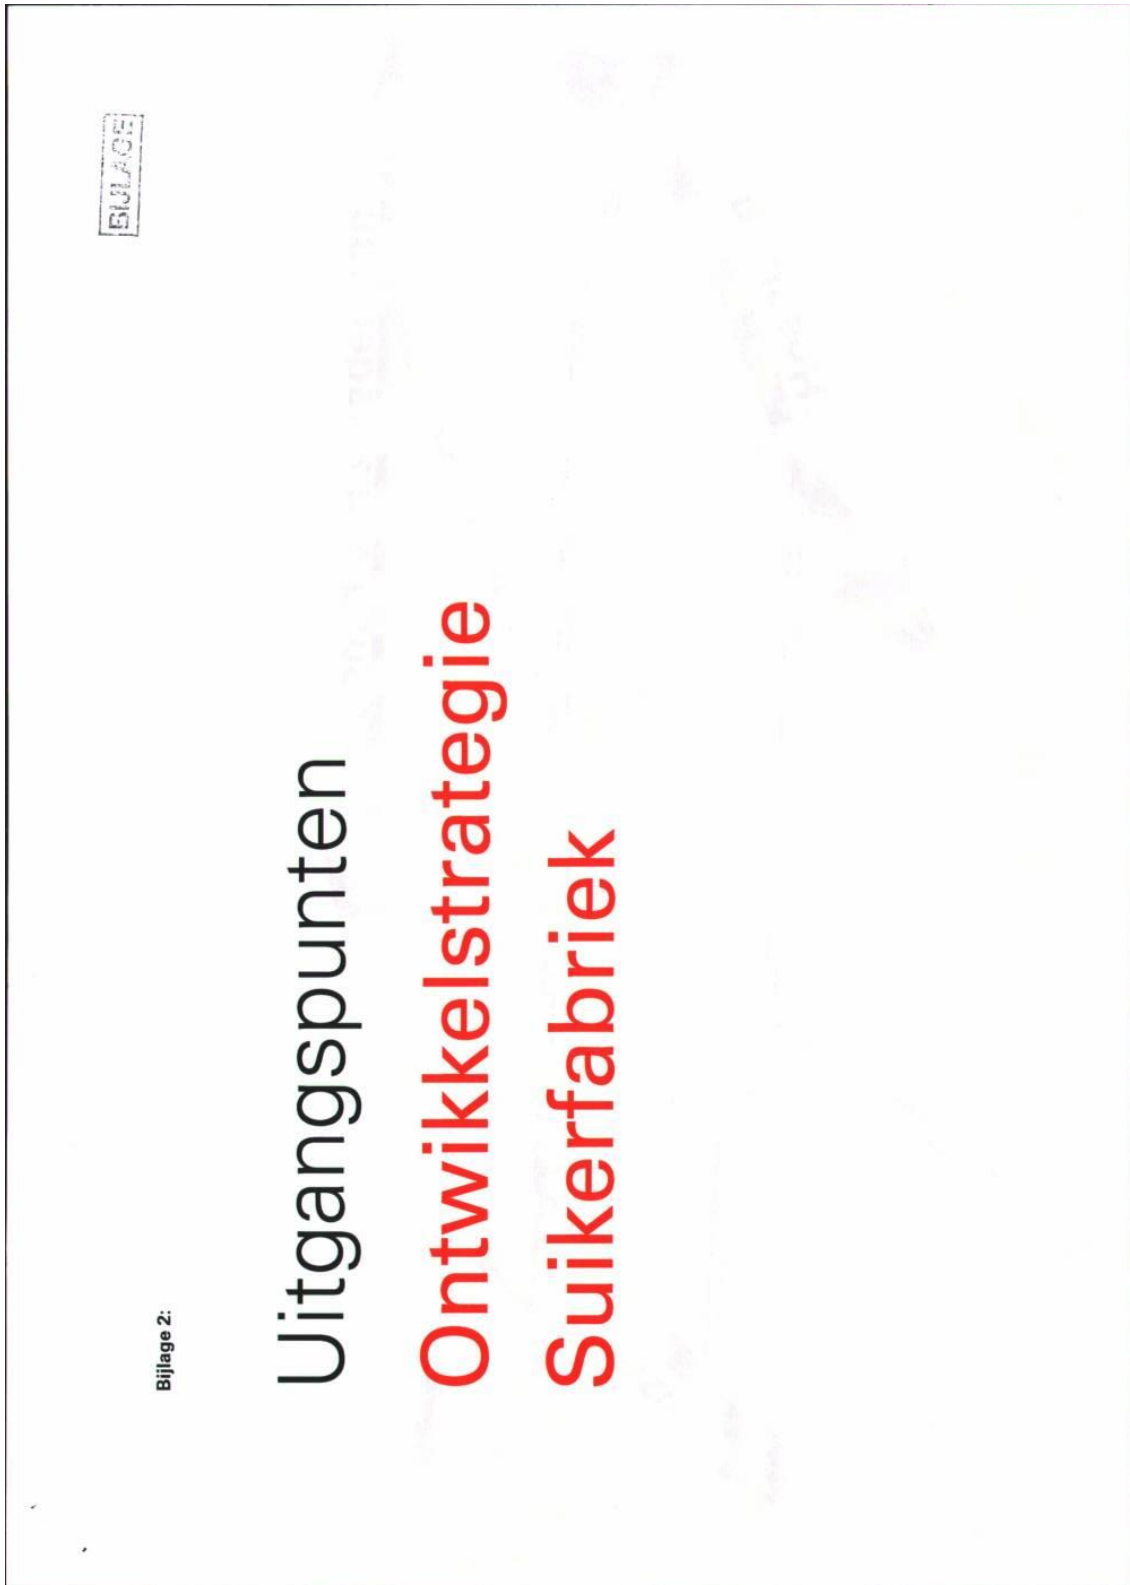 BIJLAGE
Bijlage 2:
Uitgangspunten
Ontwikkelstrategie
Suikerfabriek